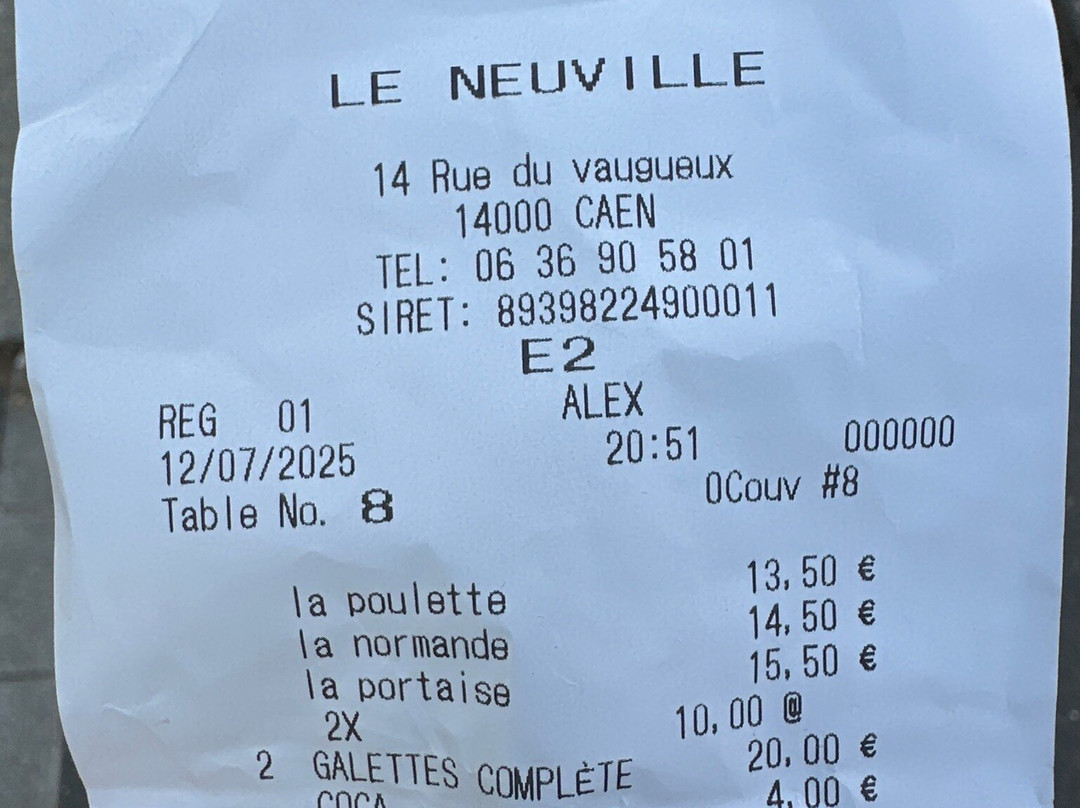 LE NEUVILLE
14 Rue du vaugueux
14000 CAEN
TEL: 06 36 90 58 01
SIRET: 89398224900011
E2
REG 01 ALEX
12/07/2025 20:51 000000
Table No. 8 0Couv #8
la poulette 13,50 €
la normande 14,50 €
la portaise 15,50 €
2X 10,00 @
2 GALETTES COMPLÈTE 20,00 €
COCA 4,00 €